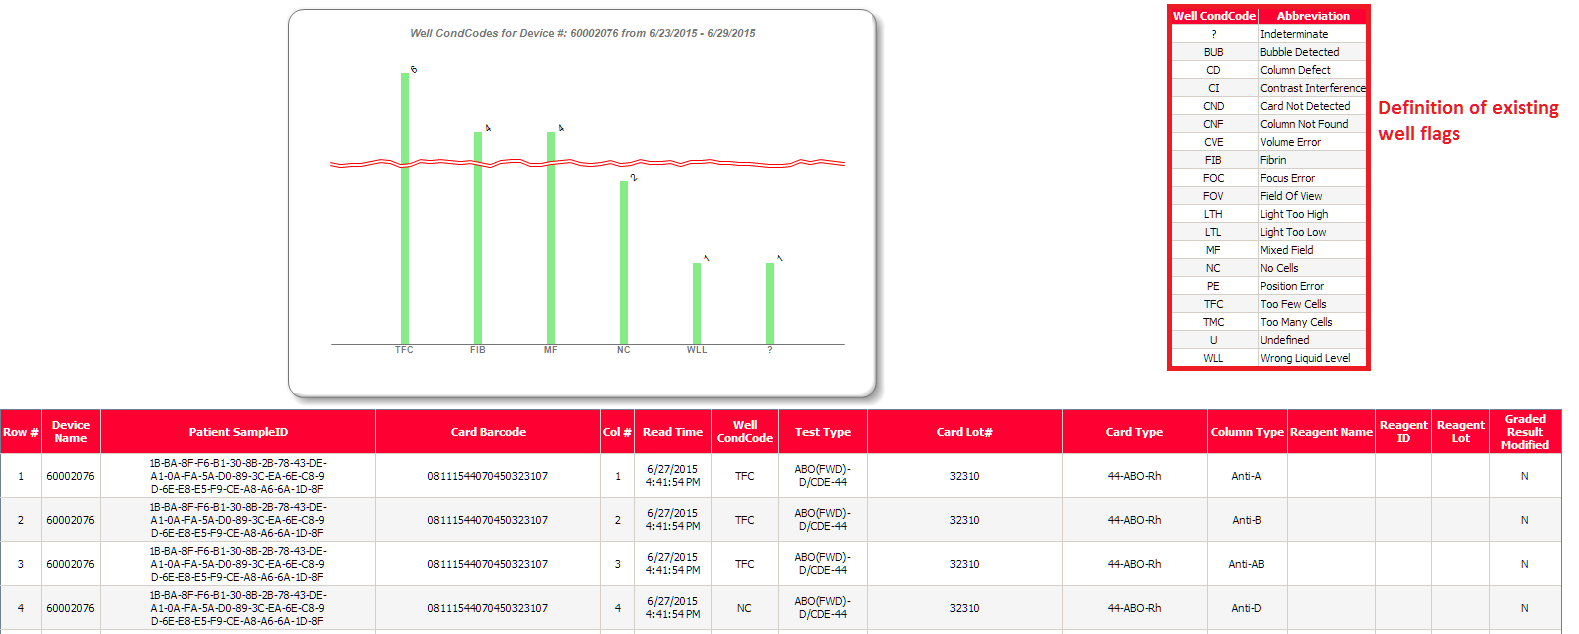 Well CondCodes for Device #: 60002076 from 6/23/2015 - 6/29/2015
6
4
4
2
1
1
TFC FIB MF NC WLL ?
Well CondCode Abbreviation
? Indeterminate
BUB Bubble Detected
CD Column Defect
CI Contrast Interference
CND Card Not Detected
CNF Column Not Found
CVE Volume Error
FIB Fibrin
FOC Focus Error
FOV Field Of View
LTH Light Too High
LTL Light Too Low
MF Mixed Field
NC No Cells
PE Position Error
TFC Too Few Cells
TMC Too Many Cells
U Undefined
WLL Wrong Liquid Level
Definition of existing
well flags
Row # Device Name Patient SampleID Card Barcode Col # Read Time Well CondCode Test Type Card Lot# Card Type Column Type Reagent Name Reagent ID Reagent Lot Graded Result Modified
1 60002076 1B-BA-8F-F6-B1-30-8B-2B-78-43-DE-A1-0A-FA-5A-D0-89-3C-EA-6E-C8-9D-6E-E8-E5-F9-CE-A8-A6-6A-1D-8F 08111544070450323107 1 6/27/2015 4:41:54 PM TFC ABO(FWD)-D/CDE-44 32310 44-ABO-Rh Anti-A N
2 60002076 1B-BA-8F-F6-B1-30-8B-2B-78-43-DE-A1-0A-FA-5A-D0-89-3C-EA-6E-C8-9D-6E-E8-E5-F9-CE-A8-A6-6A-1D-8F 08111544070450323107 2 6/27/2015 4:41:54 PM TFC ABO(FWD)-D/CDE-44 32310 44-ABO-Rh Anti-B N
3 60002076 1B-BA-8F-F6-B1-30-8B-2B-78-43-DE-A1-0A-FA-5A-D0-89-3C-EA-6E-C8-9D-6E-E8-E5-F9-CE-A8-A6-6A-1D-8F 08111544070450323107 3 6/27/2015 4:41:54 PM TFC ABO(FWD)-D/CDE-44 32310 44-ABO-Rh Anti-AB N
4 60002076 1B-BA-8F-F6-B1-30-8B-2B-78-43-DE-A1-0A-FA-5A-D0-89-3C-EA-6E-C8-9D-6E-E8-E5-F9-CE-A8-A6-6A-1D-8F 08111544070450323107 4 6/27/2015 4:41:54 PM NC ABO(FWD)-D/CDE-44 32310 44-ABO-Rh Anti-D N